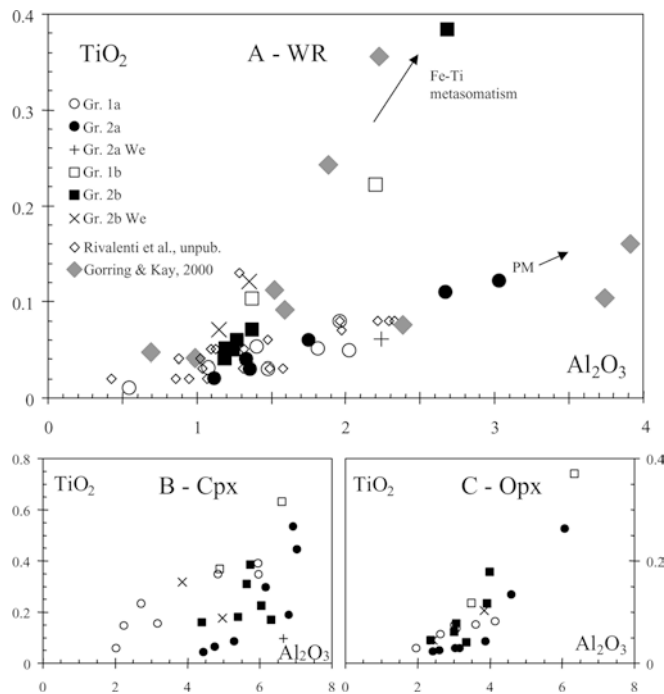 0.4
TiO2
A - WR
Fe-Ti
metasomatism
Gr. 1a
Gr. 2a
0.3
Gr. 2a We
Gr. 1b
Gr. 2b
Gr. 2b We
0.2
Rivalenti et al., unpub.
Gorring & Kay, 2000
PM
0.1
Al2O3
0
0 1 2 3 4
0.8
TiO2
B - Cpx
0.6
0.4
0.2
Al2O3
0
0 2 4 6 8
TiO2
C - Opx
0.4
0.2
Al2O3
0
0 2 4 6 8